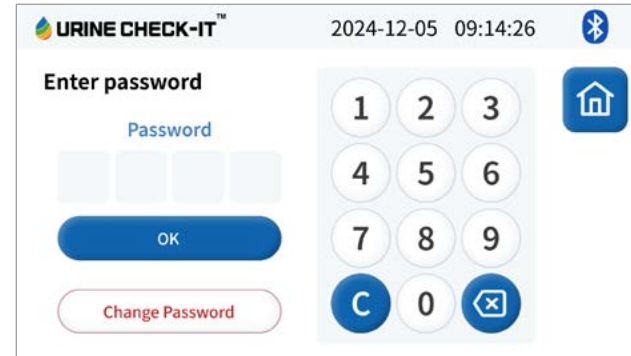 URINE CHECK-IT™ 2024-12-05 09:14:26
Enter password
Password
OK
Change Password
1 2 3
4 5 6
7 8 9
C 0